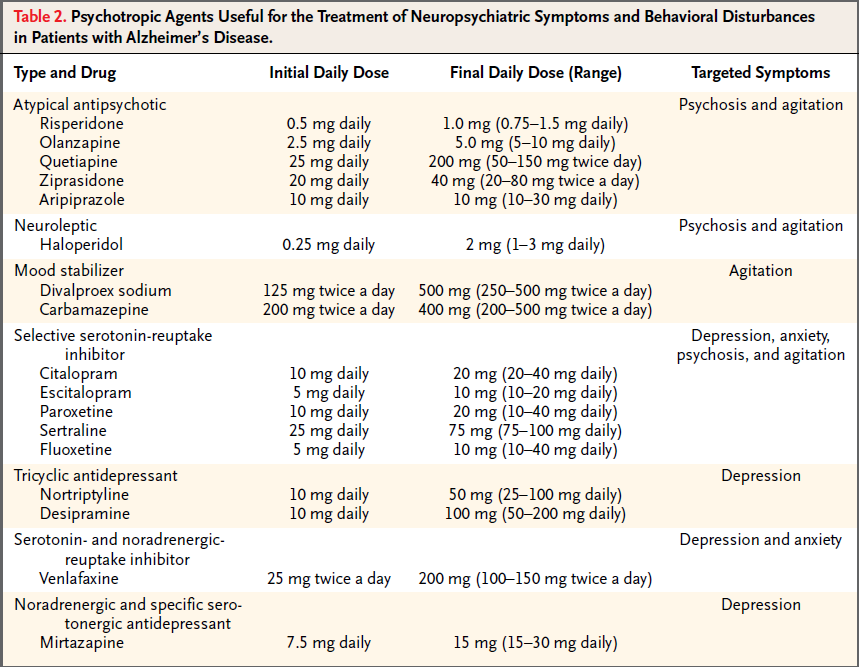 Table 2. Psychotropic Agents Useful for the Treatment of Neuropsychiatric Symptoms and Behavioral Disturbances
in Patients with Alzheimer's Disease.
Type and Drug Initial Daily Dose Final Daily Dose (Range) Targeted Symptoms
Atypical antipsychotic Psychosis and agitation
Risperidone 0.5 mg daily 1.0 mg (0.75–1.5 mg daily)
Olanzapine 2.5 mg daily 5.0 mg (5–10 mg daily)
Quetiapine 25 mg daily 200 mg (50–150 mg twice day)
Ziprasidone 20 mg daily 40 mg (20–80 mg twice a day)
Aripiprazole 10 mg daily 10 mg (10–30 mg daily)
Neuroleptic Psychosis and agitation
Haloperidol 0.25 mg daily 2 mg (1–3 mg daily)
Mood stabilizer Agitation
Divalproex sodium 125 mg twice a day 500 mg (250–500 mg twice a day)
Carbamazepine 200 mg twice a day 400 mg (200–500 mg twice a day)
Selective serotonin-reuptake Depression, anxiety,
inhibitor psychosis, and agitation
Citalopram 10 mg daily 20 mg (20–40 mg daily)
Escitalopram 5 mg daily 10 mg (10–20 mg daily)
Paroxetine 10 mg daily 20 mg (10–40 mg daily)
Sertraline 25 mg daily 75 mg (75–100 mg daily)
Fluoxetine 5 mg daily 10 mg (10–40 mg daily)
Tricyclic antidepressant Depression
Nortriptyline 10 mg daily 50 mg (25–100 mg daily)
Desipramine 10 mg daily 100 mg (50–200 mg daily)
Serotonin- and noradrenergic- Depression and anxiety
reuptake inhibitor
Venlafaxine 25 mg twice a day 200 mg (100–150 mg twice a day)
Noradrenergic and specific sero- Depression
tonergic antidepressant
Mirtazapine 7.5 mg daily 15 mg (15–30 mg daily)